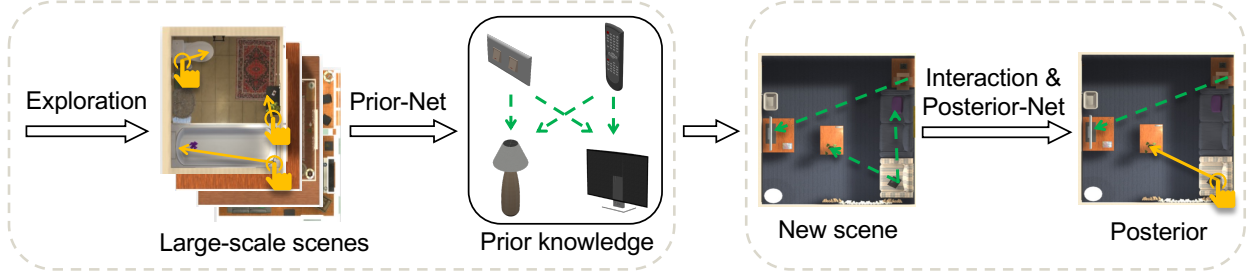 Exploration
Large-scale scenes
Prior-Net
Prior knowledge
New scene
Interaction &
Posterior-Net
Posterior